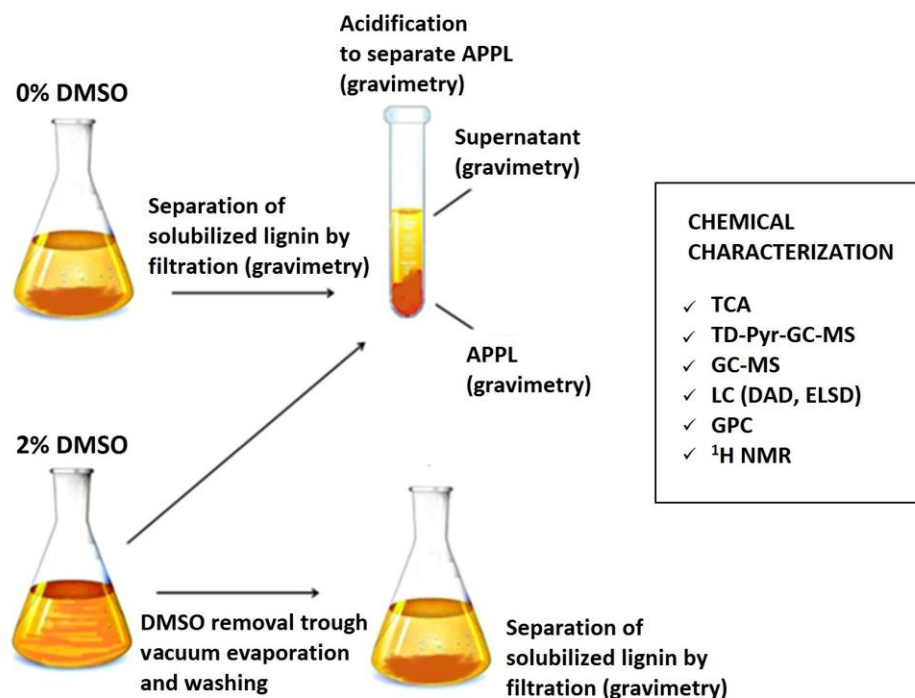 Acidification
to separate APPL
(gravimetry)
0% DMSO
Supernatant
(gravimetry)
Separation of
solubilized lignin by
filtration (gravimetry)
APPL
(gravimetry)
CHEMICAL
CHARACTERIZATION
✓ TCA
✓ TD-Pyr-GC-MS
✓ GC-MS
✓ LC (DAD, ELSD)
✓ GPC
✓ ¹H NMR
2% DMSO
DMSO removal trough
vacuum evaporation
and washing
Separation of
solubilized lignin by
filtration (gravimetry)